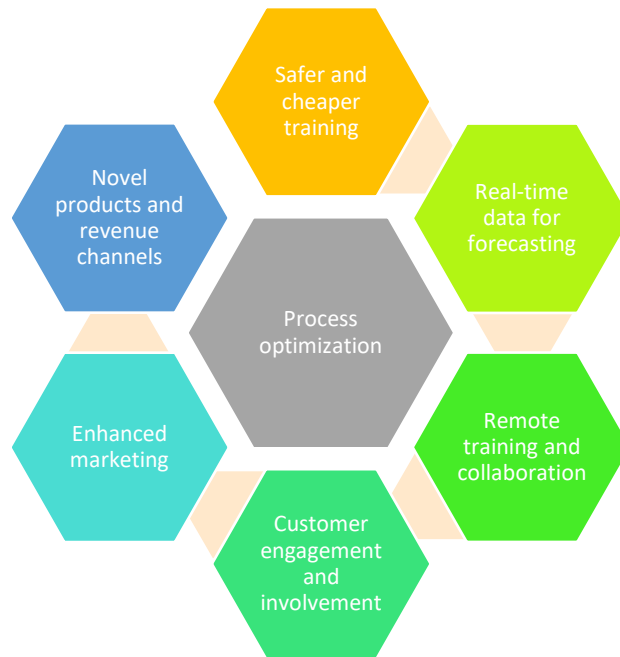 Safer and
cheaper
training
Novel
products and
revenue
channels
Real-time
data for
forecasting
Process
optimization
Enhanced
marketing
Remote
training and
collaboration
Customer
engagement
and
involvement